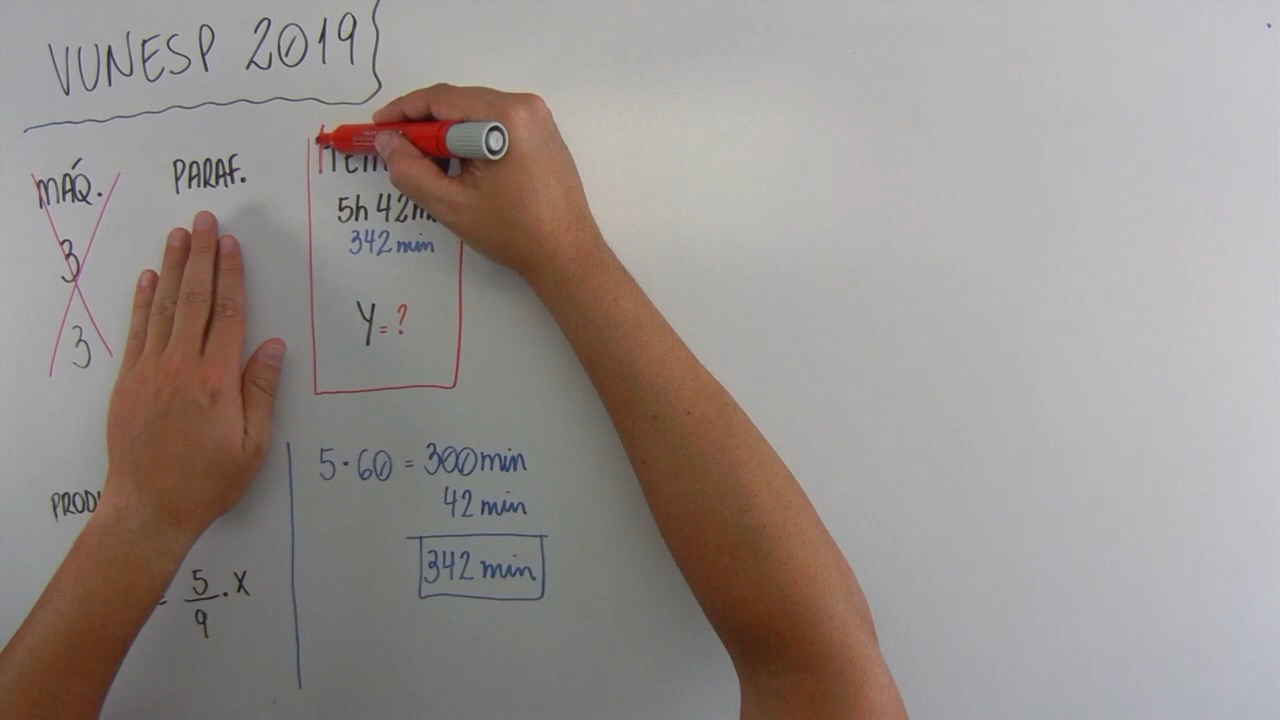 VUNESP 2019
MÁQ.
PARAF.
3
3
5h 42m
342 min
Y = ?
5 • 60 = 300 min
42 min
342 min
5/9 . X